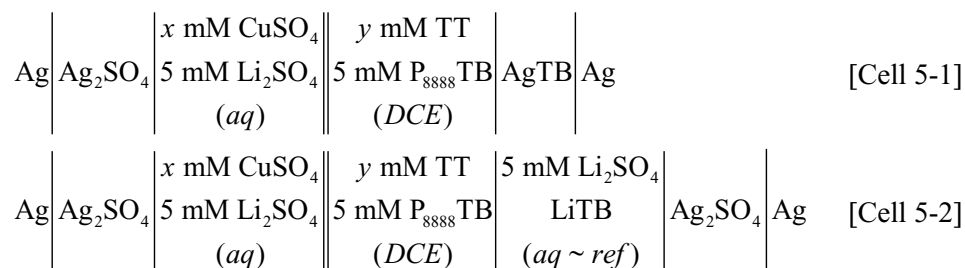 x mM CuSO₄ y mM TT
Ag Ag₂SO₄ 5 mM Li₂SO₄ 5 mM P₈₈₈₈TB AgTB Ag [Cell 5-1]
(aq) (DCE)
x mM CuSO₄ y mM TT 5 mM Li₂SO₄
Ag Ag₂SO₄ 5 mM Li₂SO₄ 5 mM P₈₈₈₈TB LiTB Ag₂SO₄ Ag [Cell 5-2]
(aq) (DCE) (aq ~ ref)